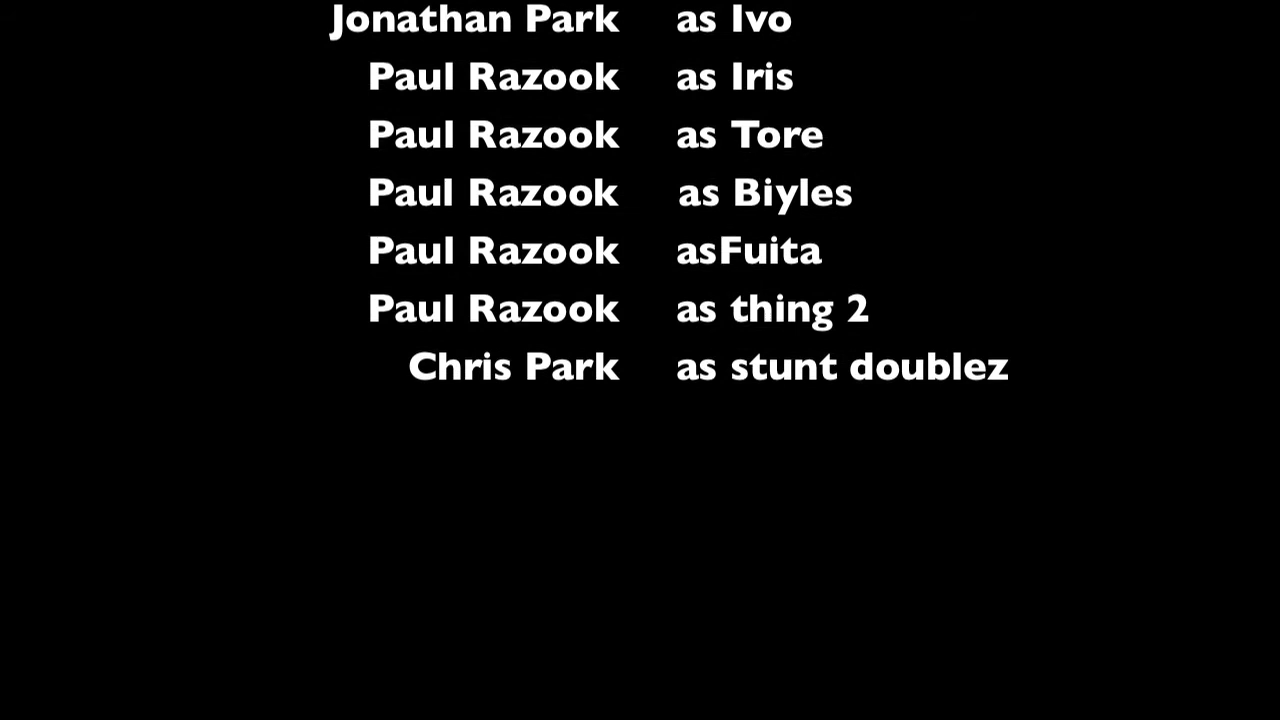 Jonathan Park as Ivo
Paul Razook as Iris
Paul Razook as Tore
Paul Razook as Biyles
Paul Razook asFuita
Paul Razook as thing 2
Chris Park as stunt doublez